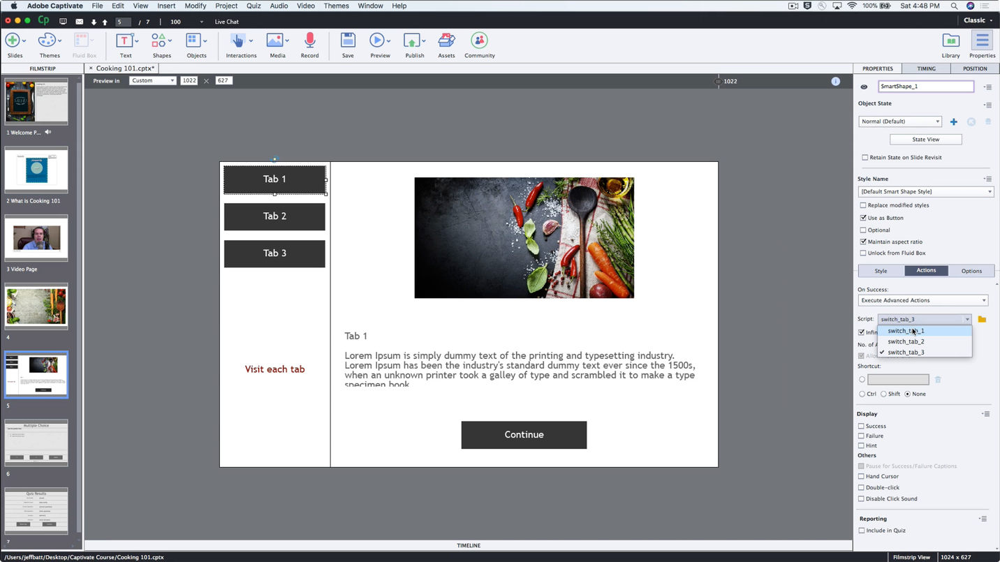 Adobe Captivate File Edit View Insert Modify Project Quiz Audio Video Themes Window Help 100% Sat 4:48 PM
Cp 5 / 7 100 Live Chat Classic
Slides Themes Fluid Box Text Shapes Objects Interactions Media Record Save Preview Publish Assets Community Library Properties
FILMSTRIP × Cooking 101.cptx* PROPERTIES TIMING POSITION
Preview in Custom 1022 × 627 1022
SmartShape_1
Object State
Normal (Default)
State View
Retain State on Slide Revisit
Style Name
[Default Smart Shape Style]
Replace modified styles
Use as Button
Optional
Maintain aspect ratio
Unlock from Fluid Box
Style Actions Options
On Success:
Execute Advanced Actions
Script: switch_tab_3
switch_tab_1
switch_tab_2
switch_tab_3
Shortcut:
Ctrl Shift None
Display
Success
Failure
Hint
Others
Pause for Success/Failure Captions
Hand Cursor
Double-click
Disable Click Sound
Reporting
Include in Quiz
1 Welcome P...
2 What is Cooking 101
3 Video Page
4
5
Multiple Choice
6
Quiz Results
7
Tab 1
Tab 2
Tab 3
Visit each tab
Tab 1
Lorem Ipsum is simply dummy text of the printing and typesetting industry.
Lorem Ipsum has been the industry's standard dummy text ever since the 1500s,
when an unknown printer took a galley of type and scrambled it to make a type
specimen book
Continue
TIMELINE
/Users/jeffbatt/Desktop/Captivate Course/Cooking 101.cptx Filmstrip View 1024 x 627